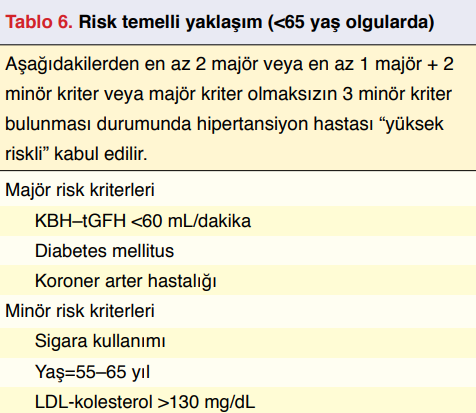 Tablo 6. Risk temelli yaklaşım (<65 yaş olgularda)
Aşağıdakilerden en az 2 majör veya en az 1 majör + 2
minör kriter veya majör kriter olmaksızın 3 minör kriter
bulunması durumunda hipertansiyon hastası “yüksek
riskli” kabul edilir.
Majör risk kriterleri
KBH–tGFH <60 mL/dakika
Diabetes mellitus
Koroner arter hastalığı
Minör risk kriterleri
Sigara kullanımı
Yaş=55–65 yıl
LDL-kolesterol >130 mg/dL